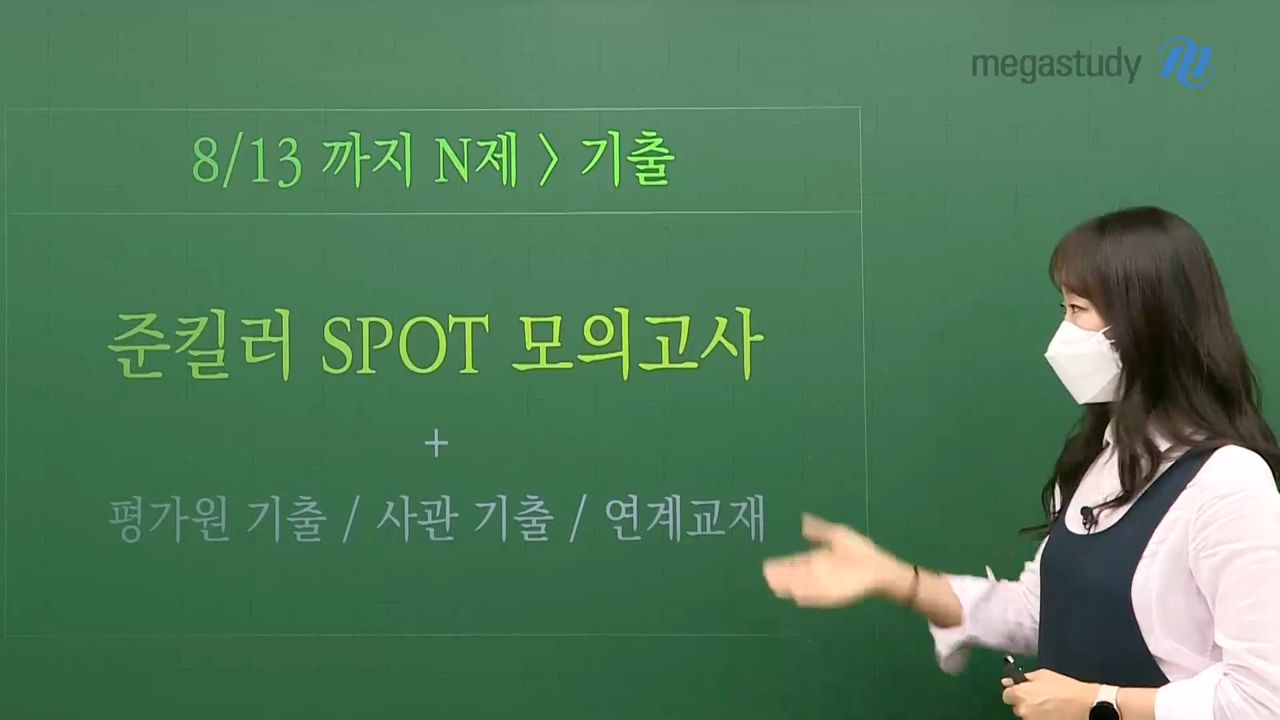 megastudy
8/13 까지 N제 > 기출
준킬러 SPOT 모의고사
+
평가원 기출 / 사관 기출 / 연계교재